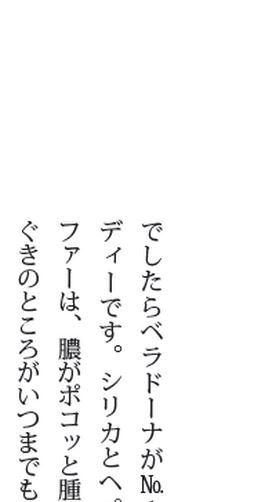 でしたらベラドーナが№
ディーです。シリカとヘ
ファーは、膿がポコッと腫
ぐきのところがいつまでも